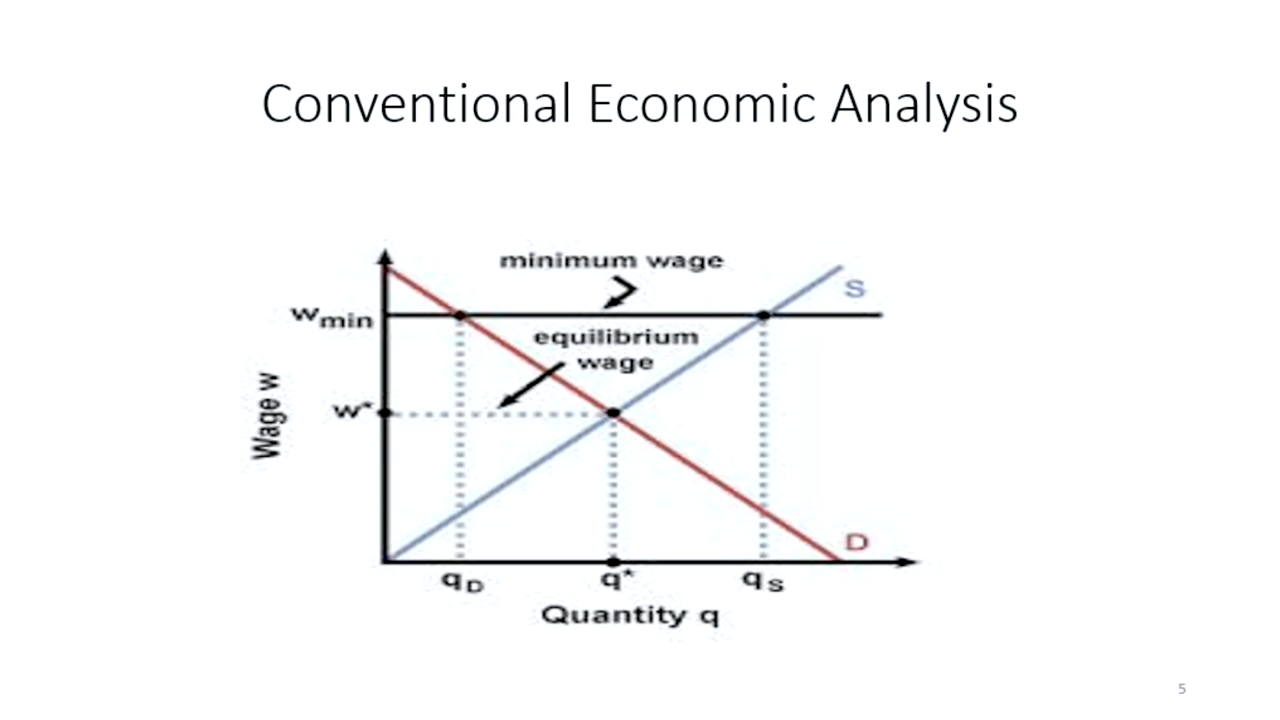 Conventional Economic Analysis
minimum wage
S
wmin
equilibrium
wage
Wage w
w*
D
qD
q*
qS
Quantity q
5